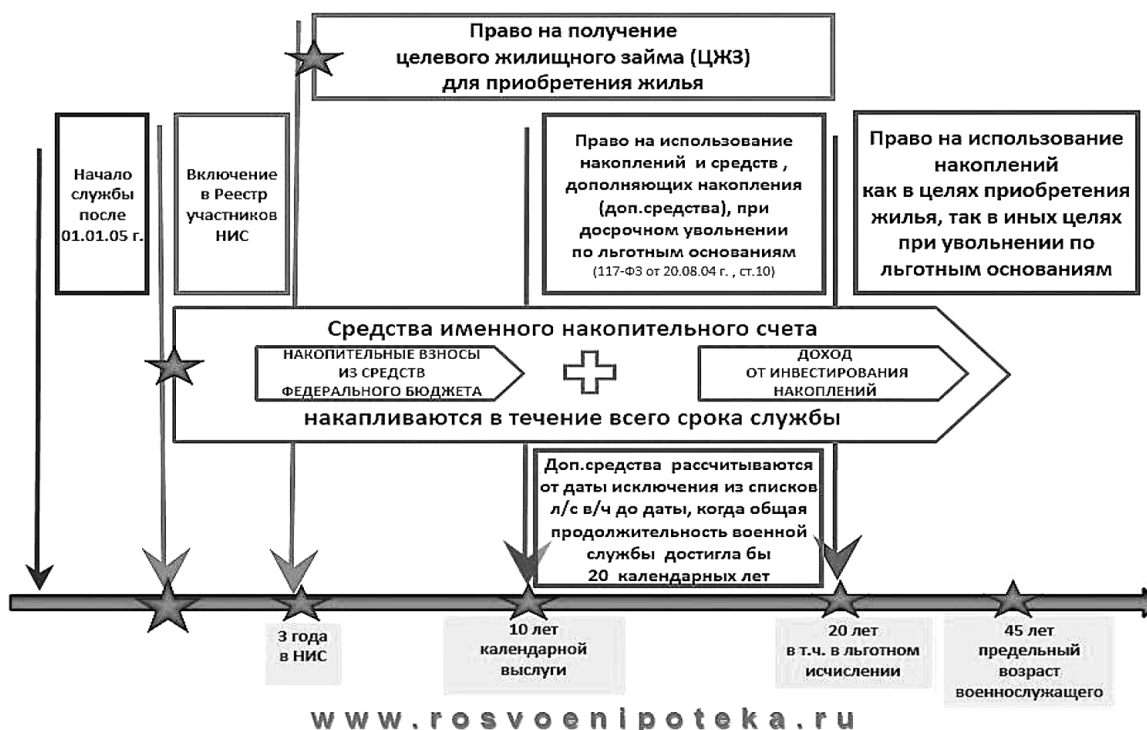 Право на получение
целевого жилищного займа (ЦЖЗ)
для приобретения жилья
Начало
службы
после
01.01.05 г.
Включение
в Реестр
участников
НИС
Право на использование
накоплений и средств ,
дополняющих накопления
(доп.средства), при
досрочном увольнении
по льготным основаниям
(117-ФЗ от 20.08.04 г. , ст.10)
Право на использование
накоплений
как в целях приобретения
жилья, так в иных целях
при увольнении по
льготным основаниям
Средства именного накопительного счета
НАКОПИТЕЛЬНЫЕ ВЗНОСЫ
ИЗ СРЕДСТВ
ФЕДЕРАЛЬНОГО БЮДЖЕТА
ДОХОД
ОТ ИНВЕСТИРОВАНИЯ
НАКОПЛЕНИЙ
накапливаются в течение всего срока службы
Доп.средства рассчитываются
от даты исключения из списков
л/с в/ч до даты, когда общая
продолжительность военной
службы достигла бы
20 календарных лет
3 года
в НИС
10 лет
календарной
выслуги
20 лет
в т.ч. в льготном
исчислении
45 лет
предельный
возраст
военнослужащего
www.rosvoenipoteka.ru